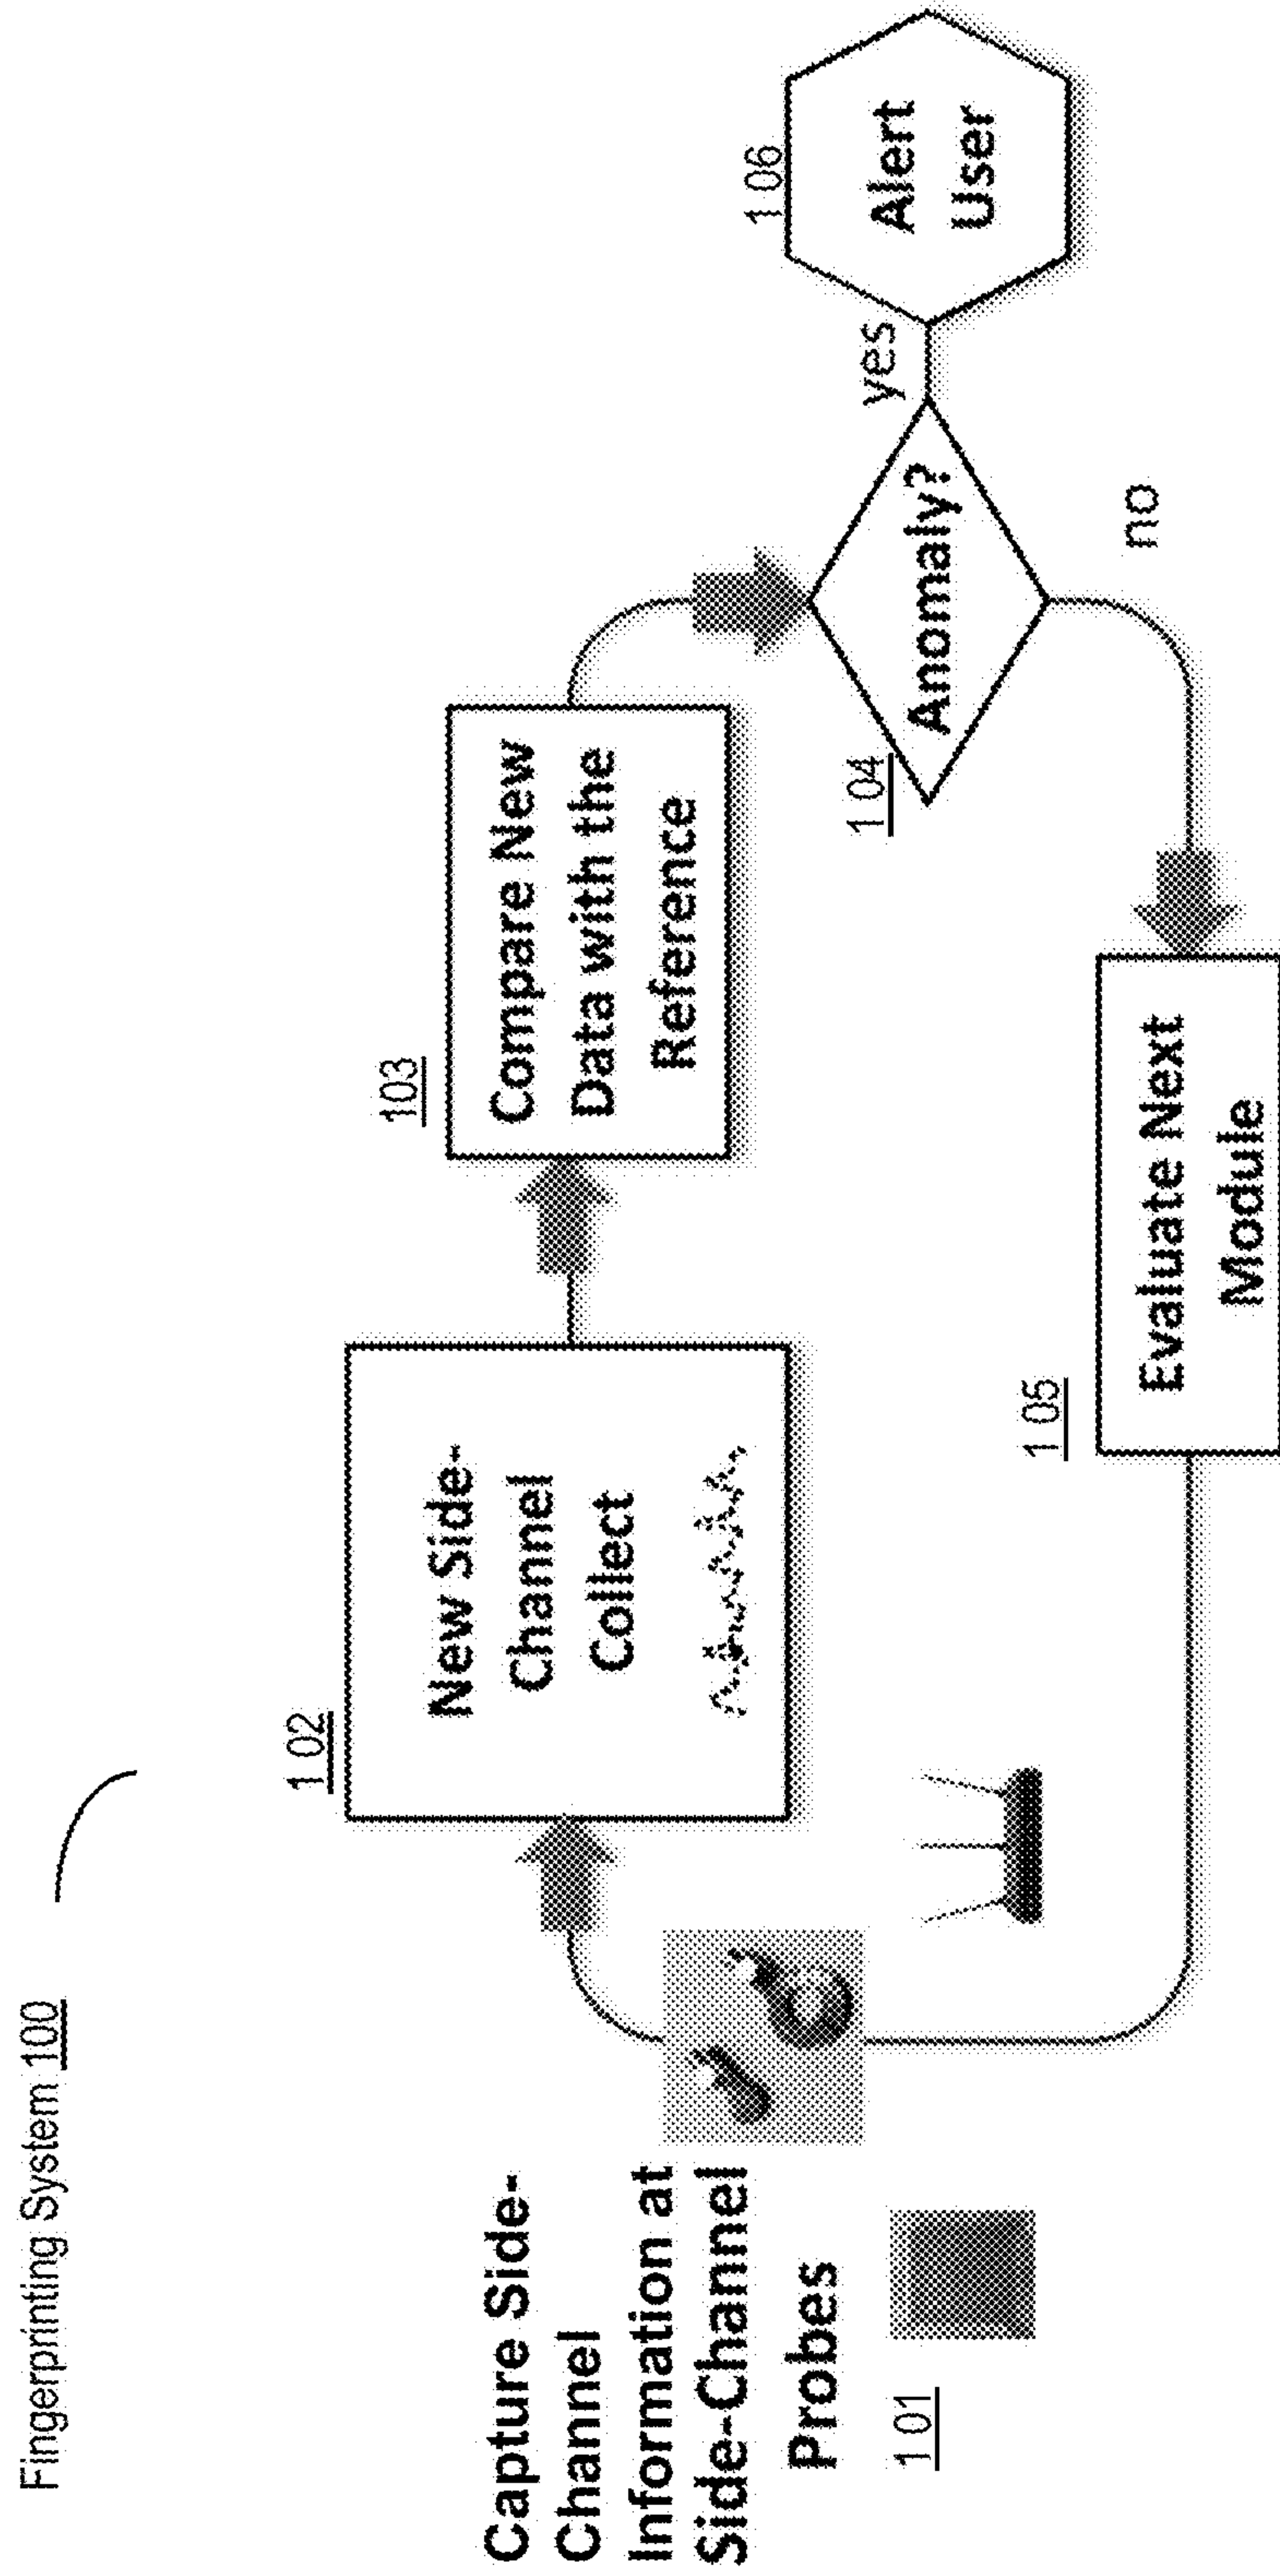 Fingerprinting System 100
102
New Side-
Channel
Collect
103
Compare New
Data with the
Reference
Capture Side-
Channel
Information at
Side-Channel
Probes
101
104
Anomaly?
yes
106
Alert
User
no
105
Evaluate Next
Module